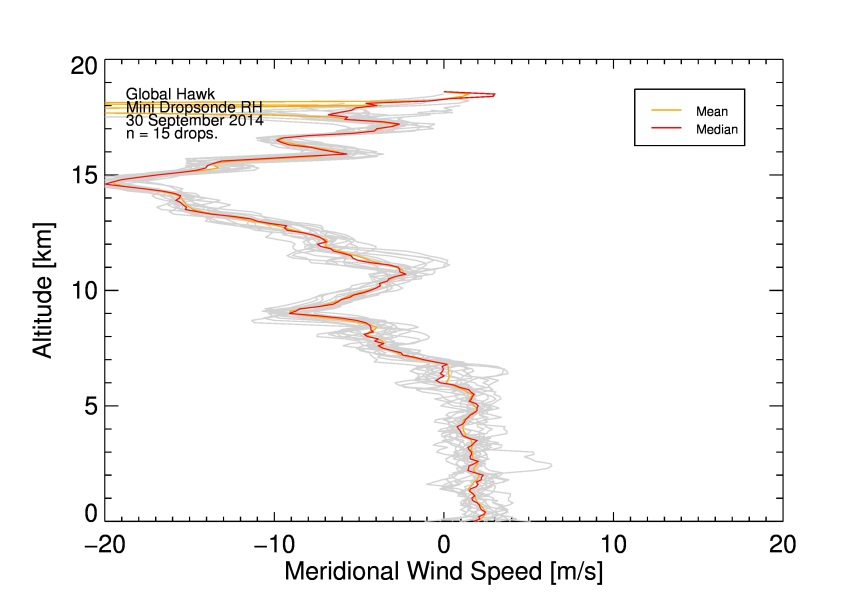 20
Global Hawk
Mini Dropsonde RH
30 September 2014
n = 15 drops.
Mean
Median
15
10
5
0
Altitude [km]
−20 −10 0 10 20
Meridional Wind Speed [m/s]